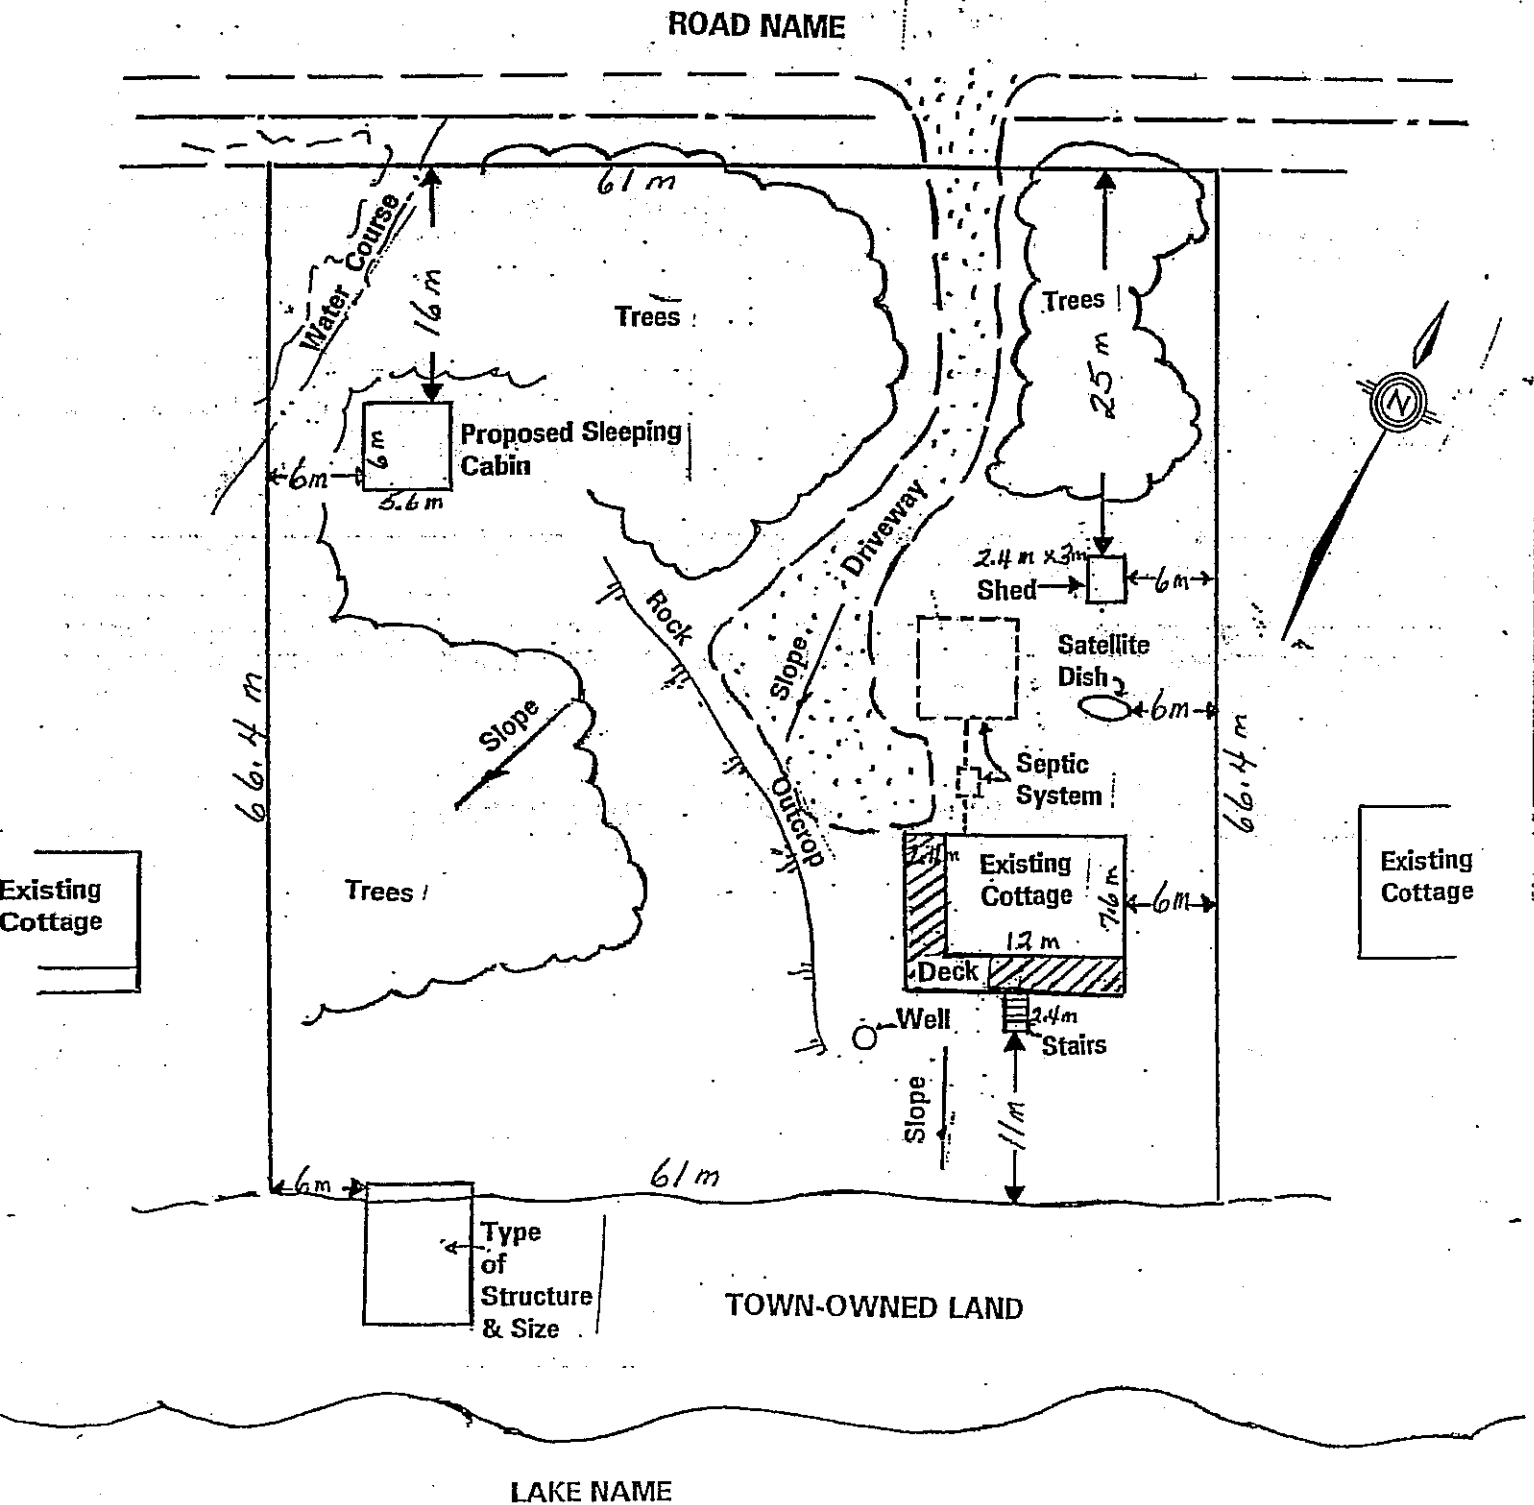 ROAD NAME
61 m
Water Course
16 m
Trees
Trees
25 m
N
Proposed Sleeping
Cabin
6 m
6m
5.6 m
Driveway
2.4 m x3m
Shed
6m
Rock
Slope
Satellite
Dish
6m
Slope
66.4 m
66.4 m
Septic
System
Outcrop
Existing
Cottage
Trees
Existing
Cottage
7.6 m
6m
12 m
Existing
Cottage
Deck
Well
2.4m
Stairs
Slope
11m
6m
61 m
Type
of
Structure
& Size
TOWN-OWNED LAND
LAKE NAME